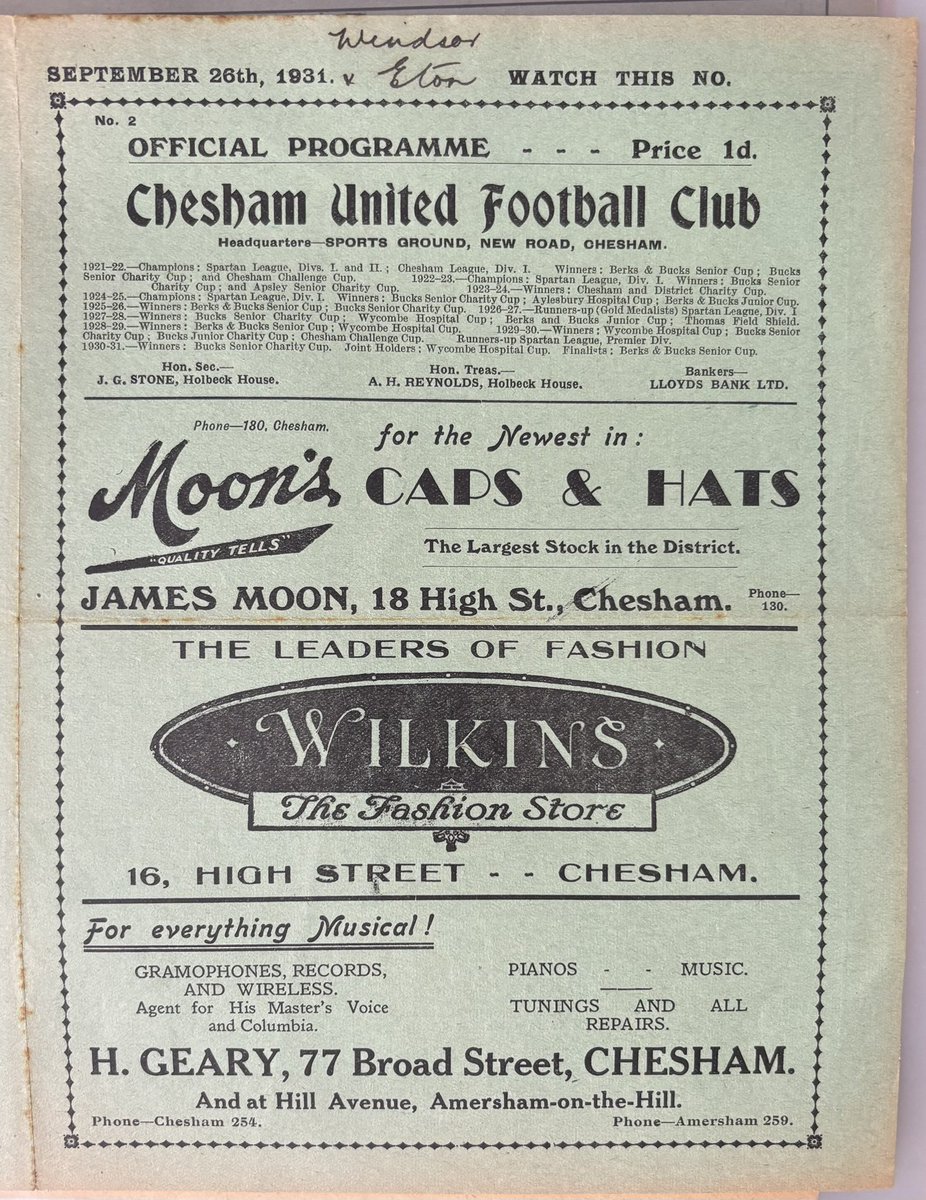 Windsor
SEPTEMBER 26th, 1931. v Eton WATCH THIS NO.
No. 2
OFFICIAL PROGRAMME - - - Price 1d.
Chesham United Football Club
Headquarters—SPORTS GROUND, NEW ROAD, CHESHAM.
1921-22.—Champions: Spartan League, Divs. I. and II.; Chesham League, Div. I. Winners: Berks & Bucks Senior Cup; Bucks
Senior Charity Cup; and Chesham Challenge Cup. 1922-23.—Champions: Spartan League, Div. I. Winners: Bucks Senior
Charity Cup; and Apsley Senior Charity Cup. 1923-24.—Winners: Chesham and District Charity Cup.
1924-25.—Champions: Spartan League, Div. I. Winners: Bucks Senior Charity Cup; Aylesbury Hospital Cup; Berks & Bucks Junior Cup.
1925-26.—Winners: Berks & Bucks Senior Cup; Bucks Senior Charity Cup. 1926-27.—Runners-up (Gold Medalists) Spartan League, Div. I
1927-28.—Winners: Bucks Senior Charity Cup; Wycombe Hospital Cup; Berks and Bucks Junior Cup; Thomas Field Shield.
1928-29.—Winners: Berks & Bucks Senior Cup; Wycombe Hospital Cup. 1929-30.—Winners: Wycombe Hospital Cup; Bucks Senior
Charity Cup; Bucks Junior Charity Cup; Chesham Challenge Cup. Runners-up Spartan League, Premier Div.
1930-31.—Winners: Bucks Senior Charity Cup. Joint Holders; Wycombe Hospital Cup. Finalists: Berks & Bucks Senior Cup.
Hon. Sec.— Hon. Treas.— Bankers—
J. G. STONE, Holbeck House. A. H. REYNOLDS, Holbeck House. LLOYDS BANK LTD.
Phone—130, Chesham. for the Newest in:
Moon's CAPS & HATS
"QUALITY TELLS" The Largest Stock in the District.
JAMES MOON, 18 High St., Chesham. Phone—
130.
THE LEADERS OF FASHION
WILKINS
The Fashion Store
16, HIGH STREET - - CHESHAM.
For everything Musical!
GRAMOPHONES, RECORDS, PIANOS - - MUSIC.
AND WIRELESS.
Agent for His Master's Voice TUNINGS AND ALL
and Columbia. REPAIRS.
H. GEARY, 77 Broad Street, CHESHAM.
And at Hill Avenue, Amersham-on-the-Hill.
Phone—Chesham 254. Phone—Amersham 259.